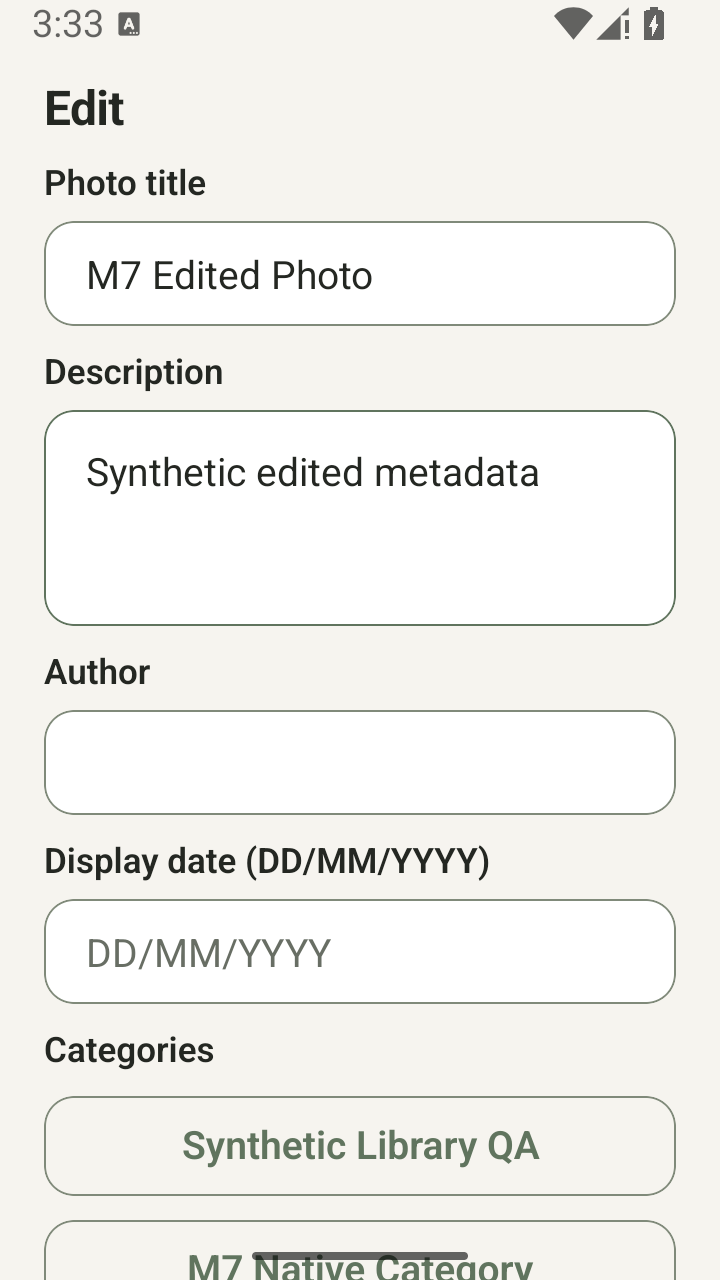 3:33 A
Edit
Photo title
M7 Edited Photo
Description
Synthetic edited metadata
Author
Display date (DD/MM/YYYY)
DD/MM/YYYY
Categories
Synthetic Library QA
M7 Native Category